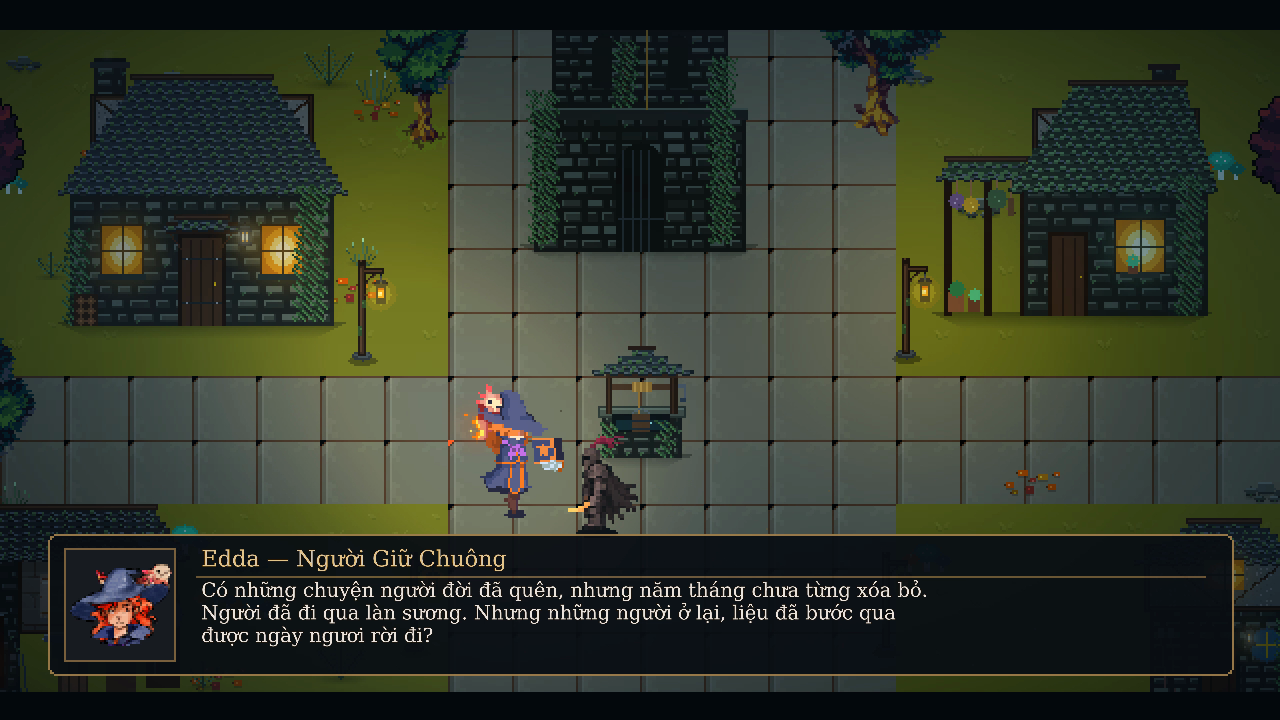 Edda — Người Giữ Chuông
Có những chuyện người đời đã quên, nhưng năm tháng chưa từng xóa bỏ.
Người đã đi qua làn sương. Nhưng những người ở lại, liệu đã bước qua
được ngày ngươi rời đi?